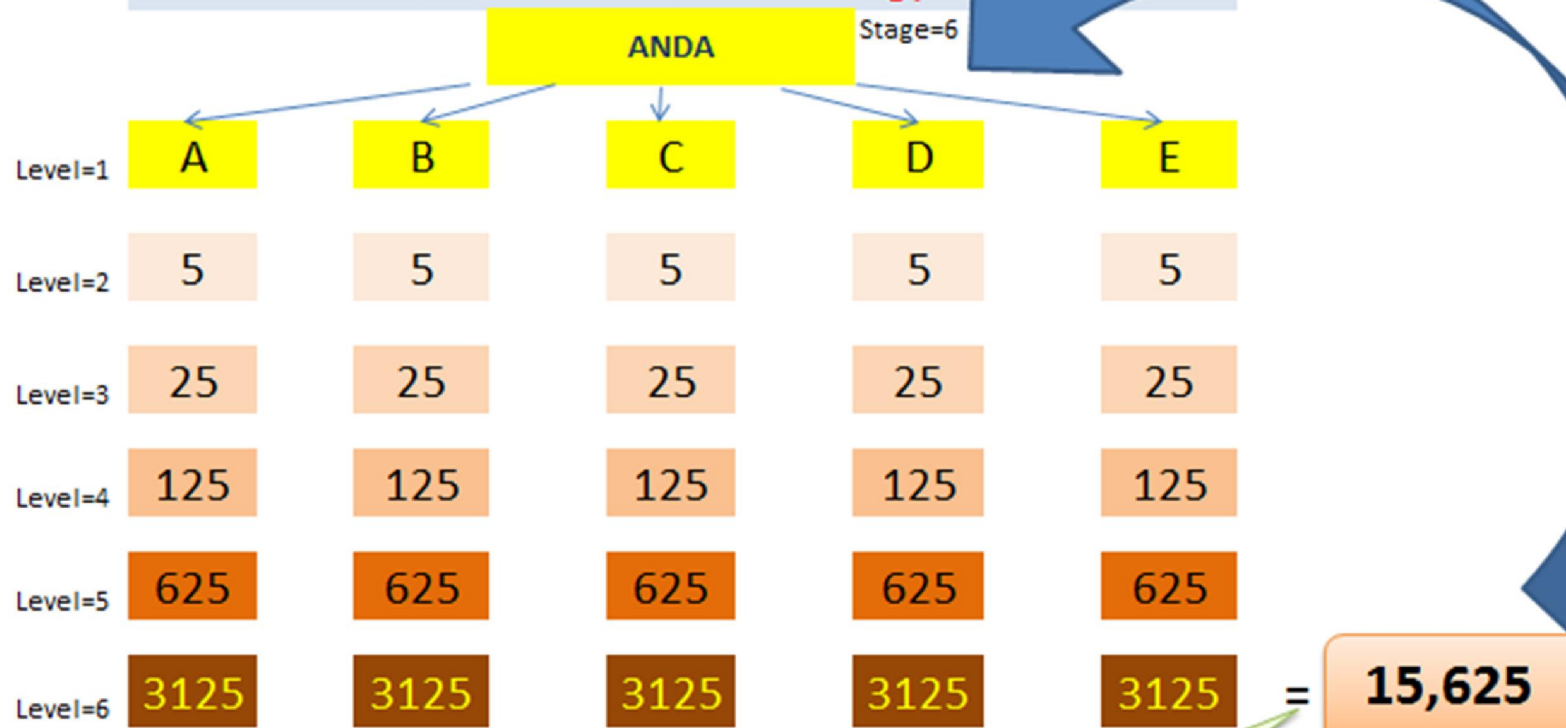 ANDA
Stage=6
Level=1 A B C D E
Level=2 5 5 5 5 5
Level=3 25 25 25 25 25
Level=4 125 125 125 125 125
Level=5 625 625 625 625 625
Level=6 3125 3125 3125 3125 3125 = 15,625